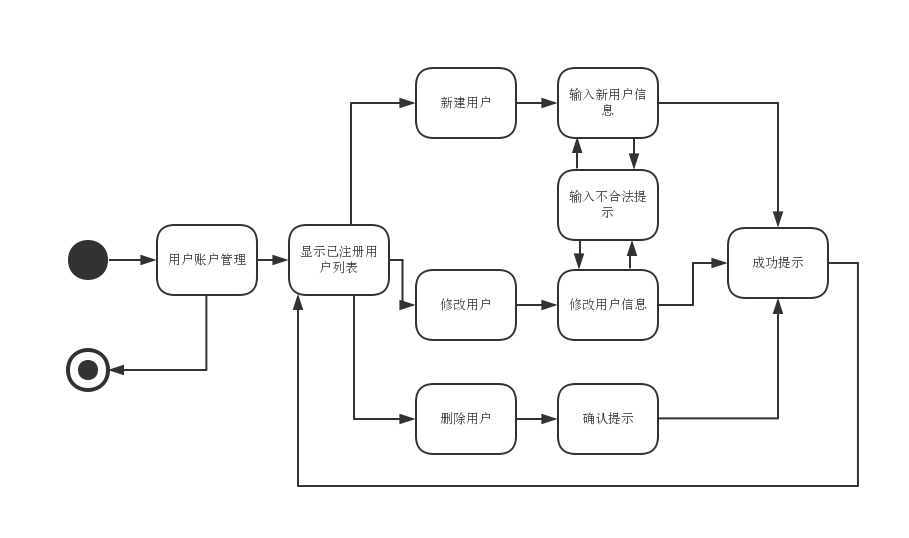 新建用户
输入新用户信
息
输入不合法提
示
用户账户管理
显示已注册用
户列表
成功提示
修改用户
修改用户信息
删除用户
确认提示